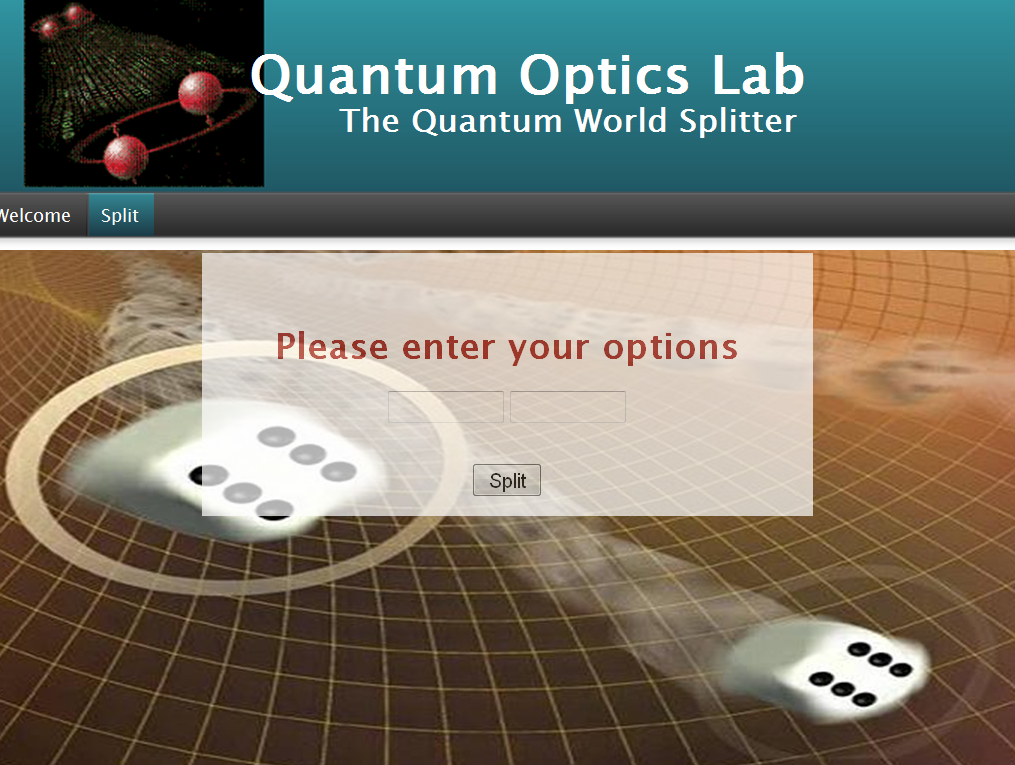 Quantum Optics Lab
The Quantum World Splitter
Welcome
Split
Please enter your options
Split